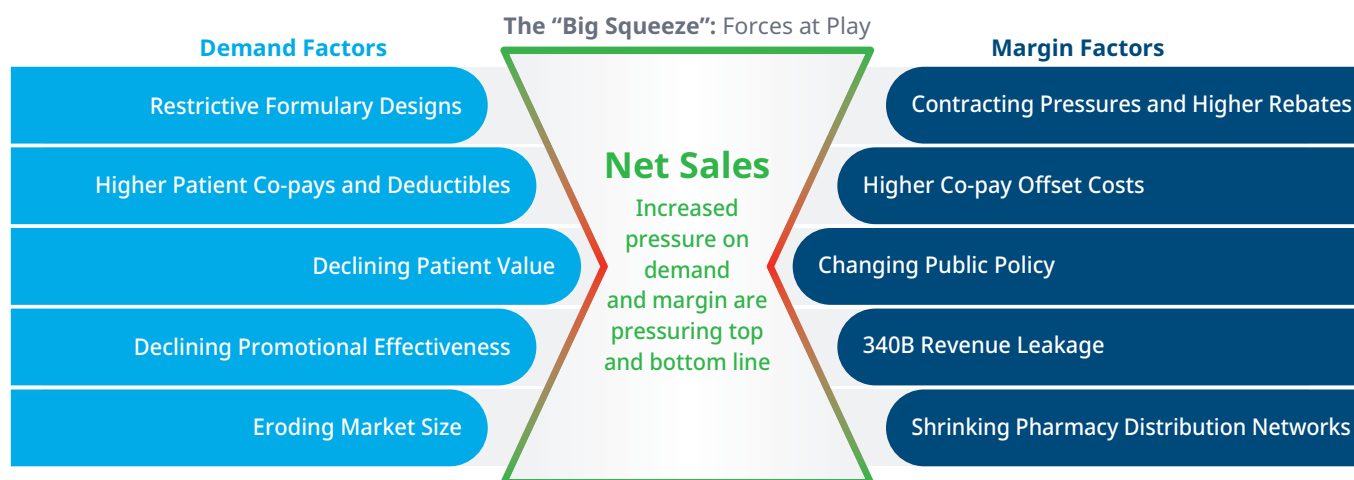 The “Big Squeeze”: Forces at Play
Demand Factors
Restrictive Formulary Designs
Higher Patient Co-pays and Deductibles
Declining Patient Value
Declining Promotional Effectiveness
Eroding Market Size
Net Sales
Increased
pressure on
demand
and margin are
pressuring top
and bottom line
Margin Factors
Contracting Pressures and Higher Rebates
Higher Co-pay Offset Costs
Changing Public Policy
340B Revenue Leakage
Shrinking Pharmacy Distribution Networks